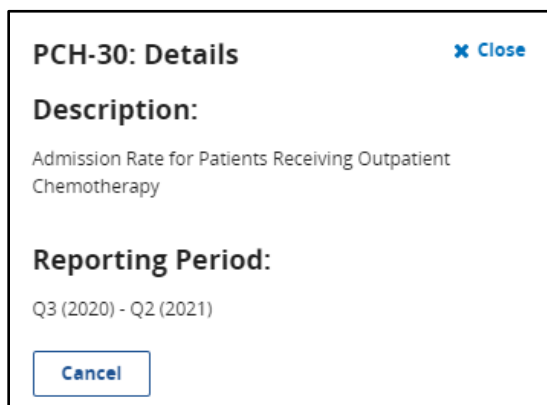 PCH-30: Details
✖ Close
Description:
Admission Rate for Patients Receiving Outpatient
Chemotherapy
Reporting Period:
Q3 (2020) - Q2 (2021)
Cancel